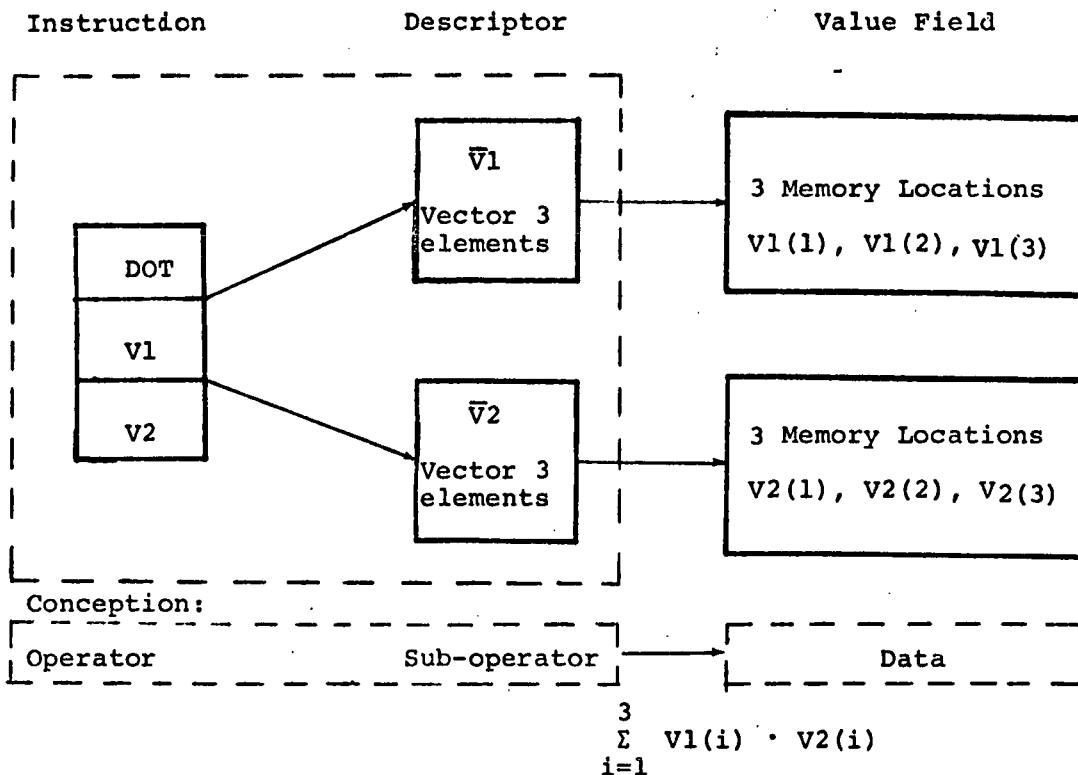 Instruction Descriptor Value Field
V̅1
Vector 3
elements
3 Memory Locations
V1(1), V1(2), V1(3)
DOT
V1
V2
V̅2
Vector 3
elements
3 Memory Locations
V2(1), V2(2), V2(3)
Conception:
Operator Sub-operator Data
3
Σ V1(i) · V2(i)
i=1